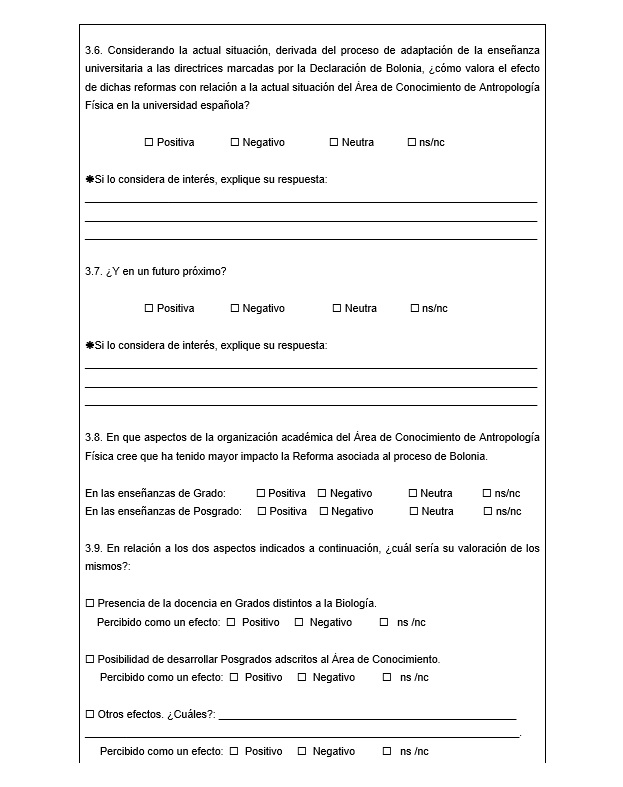 3.6. Considerando la actual situación, derivada del proceso de adaptación de la enseñanza
universitaria a las directrices marcadas por la Declaración de Bolonia, ¿cómo valora el efecto
de dichas reformas con relación a la actual situación del Área de Conocimiento de Antropología
Física en la universidad española?
☐ Positiva ☐ Negativo ☐ Neutra ☐ ns/nc
❋Si lo considera de interés, explique su respuesta:
3.7. ¿Y en un futuro próximo?
☐ Positiva ☐ Negativo ☐ Neutra ☐ ns/nc
❋Si lo considera de interés, explique su respuesta:
3.8. En que aspectos de la organización académica del Área de Conocimiento de Antropología
Física cree que ha tenido mayor impacto la Reforma asociada al proceso de Bolonia.
En las enseñanzas de Grado: ☐ Positiva ☐ Negativo ☐ Neutra ☐ ns/nc
En las enseñanzas de Posgrado: ☐ Positiva ☐ Negativo ☐ Neutra ☐ ns/nc
3.9. En relación a los dos aspectos indicados a continuación, ¿cuál sería su valoración de los
mismos?:
☐ Presencia de la docencia en Grados distintos a la Biología.
Percibido como un efecto: ☐ Positivo ☐ Negativo ☐ ns /nc
☐ Posibilidad de desarrollar Posgrados adscritos al Área de Conocimiento.
Percibido como un efecto: ☐ Positivo ☐ Negativo ☐ ns /nc
☐ Otros efectos. ¿Cuáles?: ______________________________
______________________________.
Percibido como un efecto: ☐ Positivo ☐ Negativo ☐ ns /nc